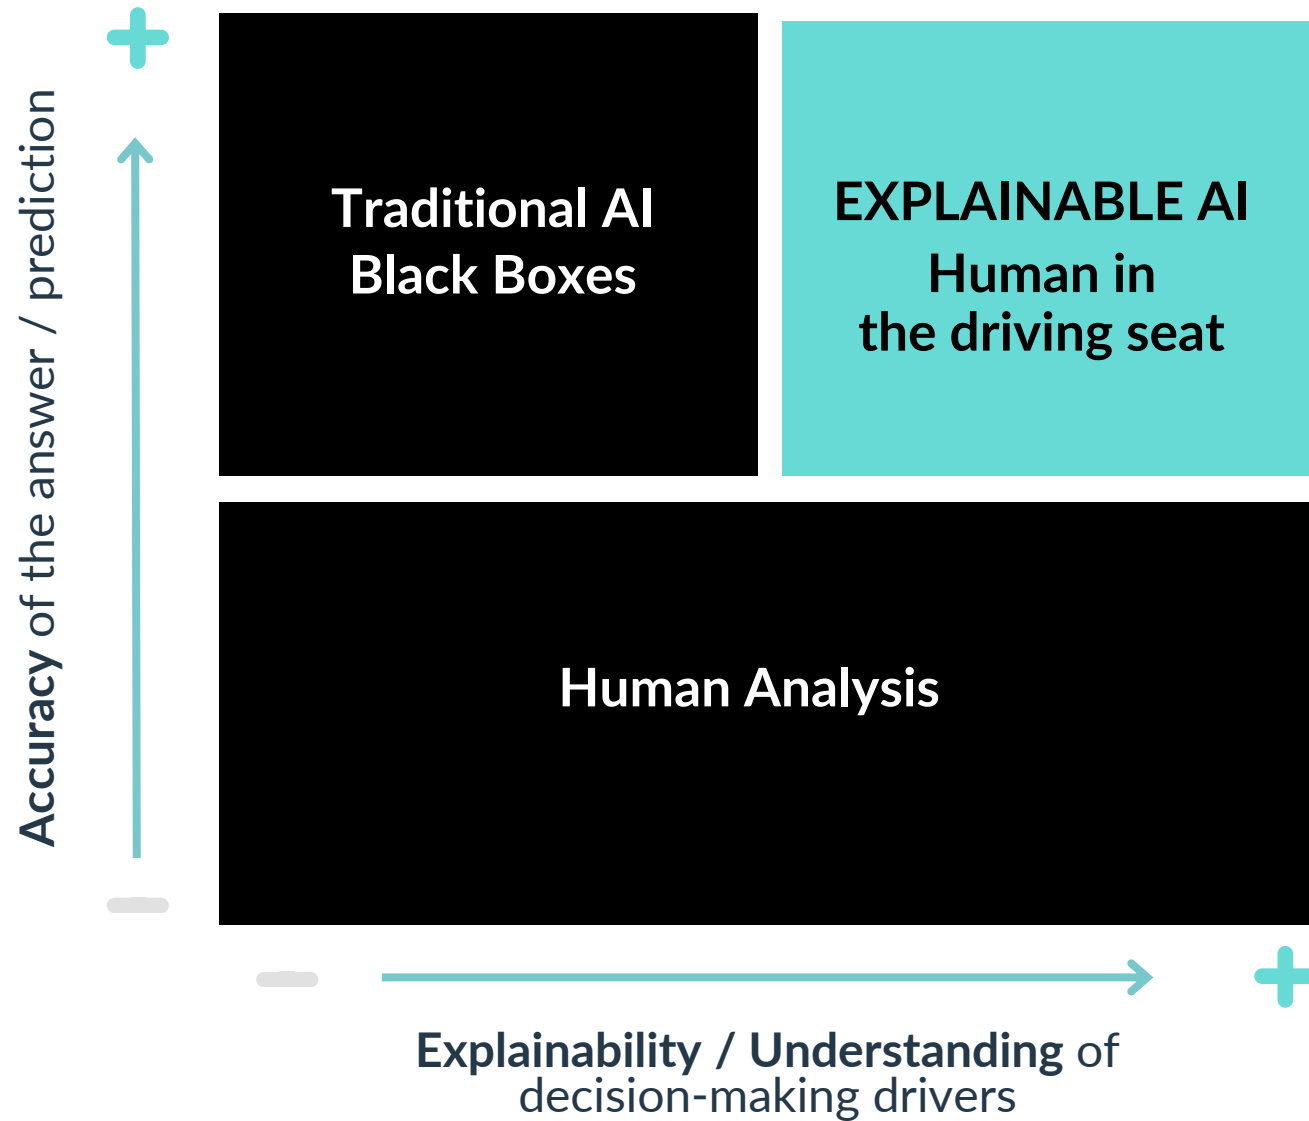 Accuracy of the answer / prediction
Traditional AI
Black Boxes
EXPLAINABLE AI
Human in
the driving seat
Human Analysis
Explainability / Understanding of
decision-making drivers